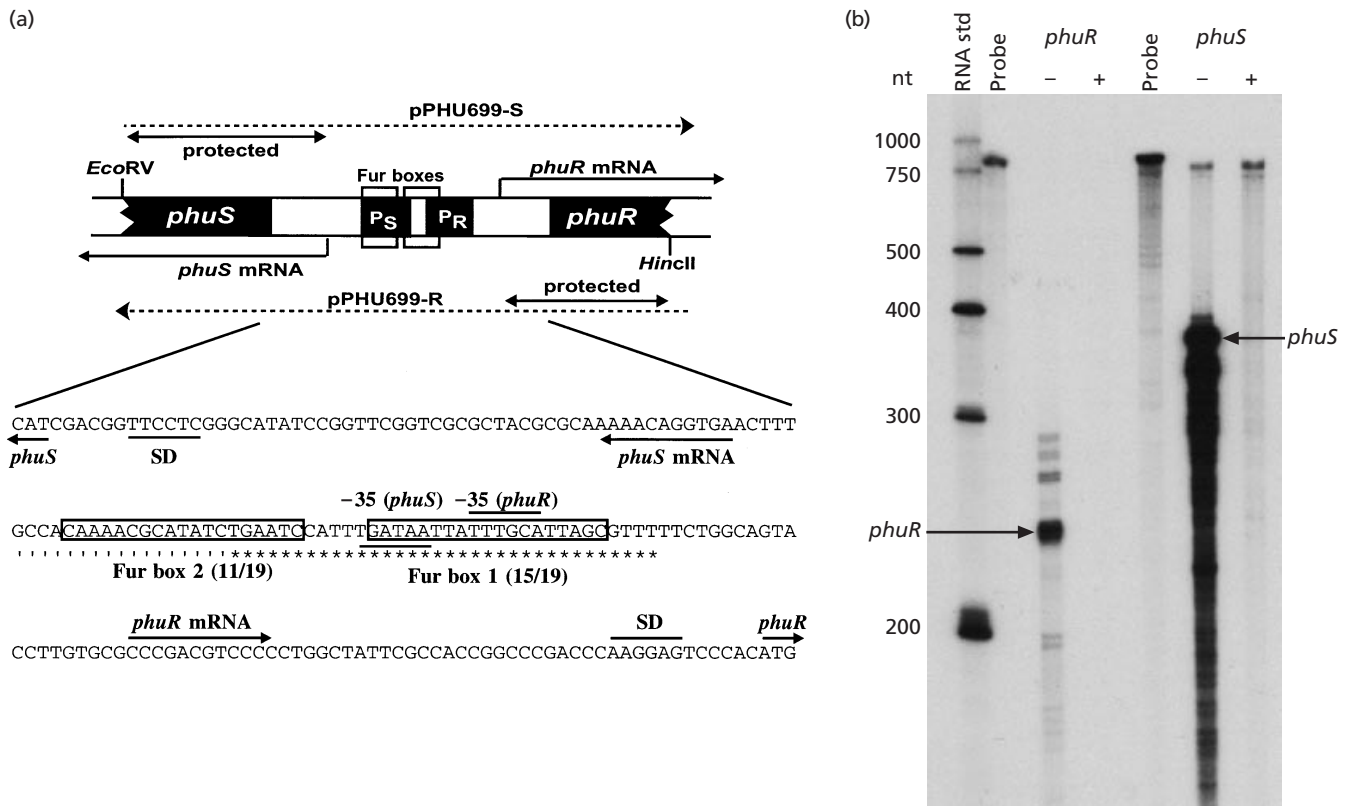 (a)
pPHU699-S
protected
EcoRV
Fur boxes
phuR mRNA
phuS
PS
PR
phuR
phuS mRNA
HincII
pPHU699-R
protected
CATCGACGGTTCCTCGGGCATATCCGGTTCGGTCGCGCTACGCGCAAAAACAGGTGAACTTT
phuS
SD
phuS mRNA
−35 (phuS) −35 (phuR)
GCCACAAAACGCATATCTGAATCCATTTGATAATTATTTGCATTAGCGTTTTTCTGGCAGTA
Fur box 2 (11/19)
Fur box 1 (15/19)
phuR mRNA
SD
phuR
CCTTGTGCGCCCGACGTCCCCCTGGCTATTCGCCACCGGCCCGACCCAAGGAGTCCCACATG
(b)
nt
RNA std
Probe
phuR
− +
Probe
phuS
− +
1000
750
500
400
300
200
phuS
phuR